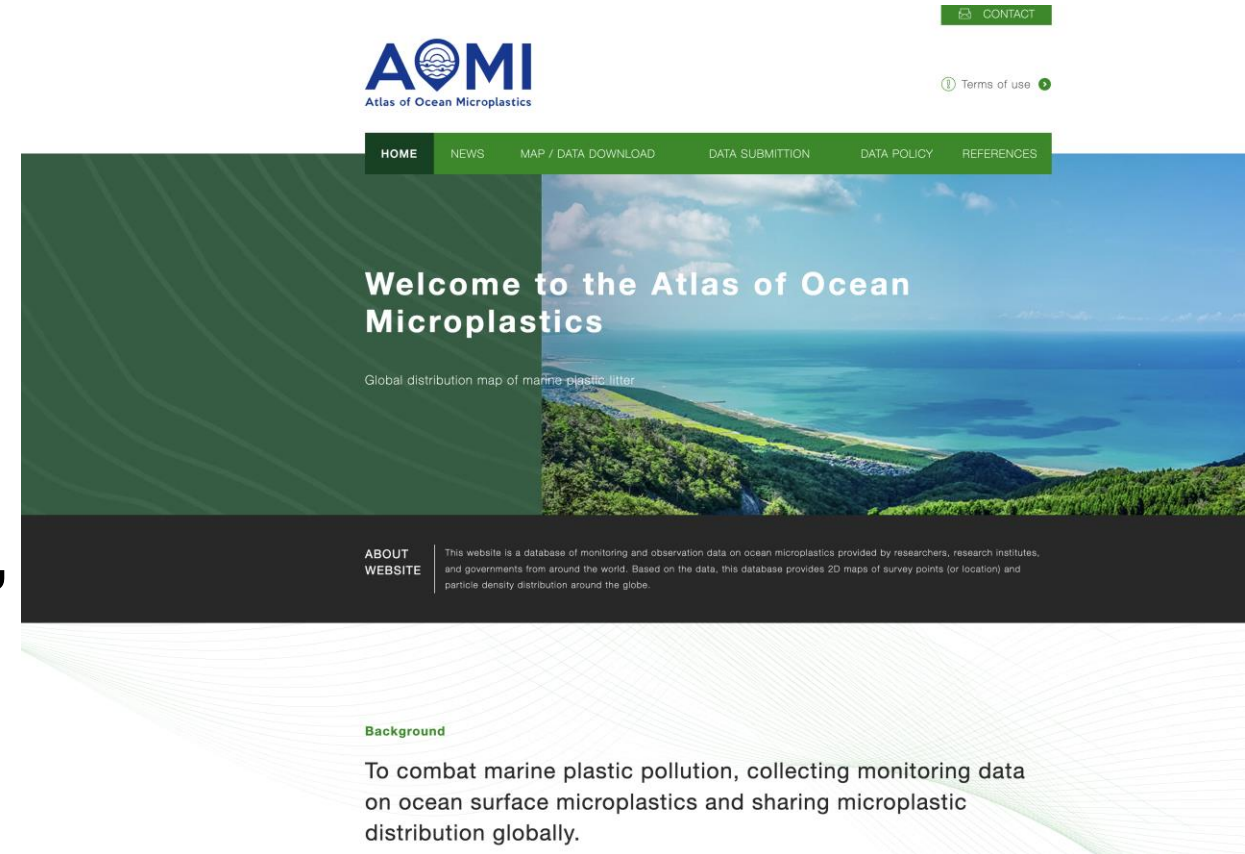 CONTACT
AOMI
Atlas of Ocean Microplastics
Terms of use
HOME NEWS MAP / DATA DOWNLOAD DATA SUBMITTION DATA POLICY REFERENCES
Welcome to the Atlas of Ocean
Microplastics
Global distribution map of marine plastic litter
ABOUT
WEBSITE
This website is a database of monitoring and observation data on ocean microplastics provided by researchers, research institutes,
and governments from around the world. Based on the data, this database provides 2D maps of survey points (or location) and
particle density distribution around the globe.
Background
To combat marine plastic pollution, collecting monitoring data
on ocean surface microplastics and sharing microplastic
distribution globally.